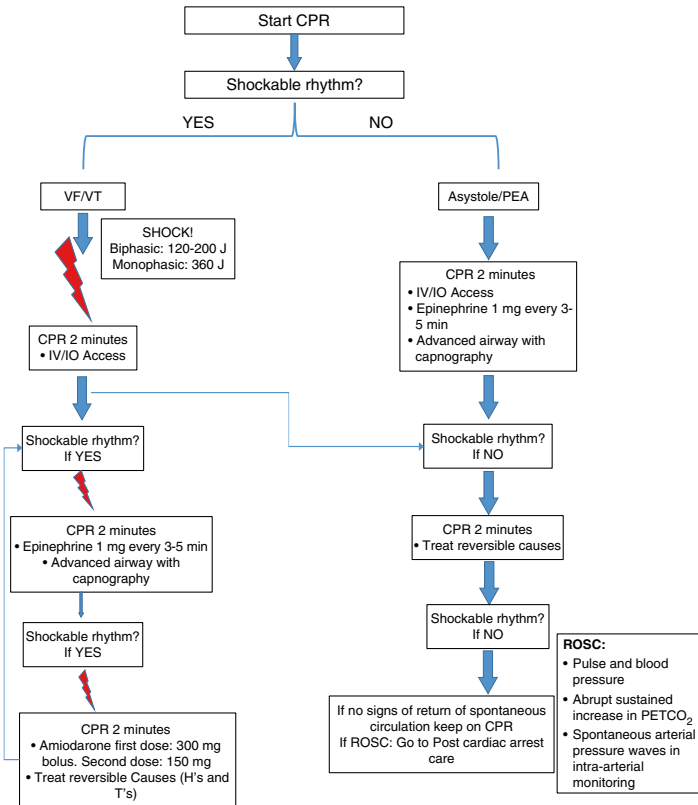 Start CPR
Shockable rhythm?
YES
NO
VF/VT
SHOCK!
Biphasic: 120-200 J
Monophasic: 360 J
CPR 2 minutes
• IV/IO Access
Shockable rhythm?
If YES
CPR 2 minutes
• Epinephrine 1 mg every 3-5 min
• Advanced airway with
capnography
Shockable rhythm?
If YES
CPR 2 minutes
• Amiodarone first dose: 300 mg
bolus. Second dose: 150 mg
• Treat reversible Causes (H's and
T's)
Asystole/PEA
CPR 2 minutes
• IV/IO Access
• Epinephrine 1 mg every 3-
5 min
• Advanced airway with
capnography
Shockable rhythm?
If NO
CPR 2 minutes
• Treat reversible causes
Shockable rhythm?
If NO
If no signs of return of spontaneous
circulation keep on CPR
If ROSC: Go to Post cardiac arrest
care
ROSC:
• Pulse and blood
pressure
• Abrupt sustained
increase in PETCO₂
• Spontaneous arterial
pressure waves in
intra-arterial
monitoring